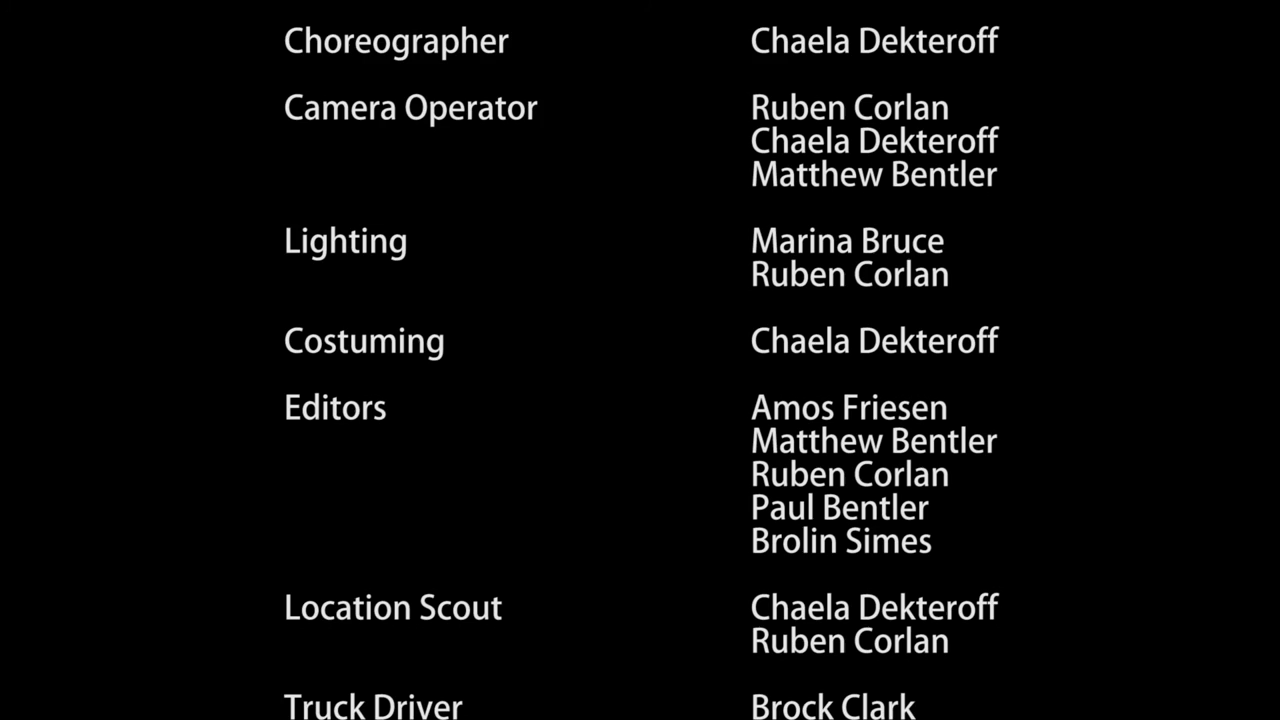 Choreographer Chaela Dekteroff
Camera Operator Ruben Corlan
Chaela Dekteroff
Matthew Bentler
Lighting Marina Bruce
Ruben Corlan
Costuming Chaela Dekteroff
Editors Amos Friesen
Matthew Bentler
Ruben Corlan
Paul Bentler
Brolin Simes
Location Scout Chaela Dekteroff
Ruben Corlan
Truck Driver Brock Clark